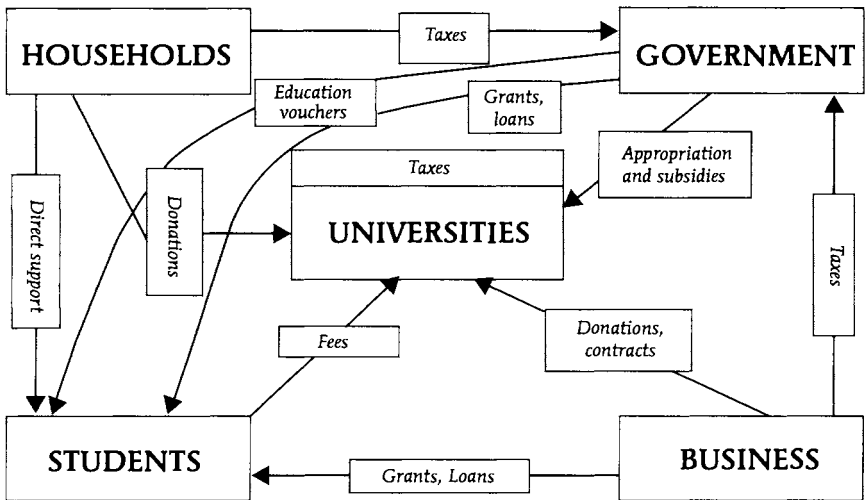 HOUSEHOLDS
Taxes
GOVERNMENT
Education
vouchers
Grants,
loans
Appropriation
and subsidies
Taxes
UNIVERSITIES
Direct support
Donations
Taxes
Fees
Donations,
contracts
STUDENTS
Grants, Loans
BUSINESS